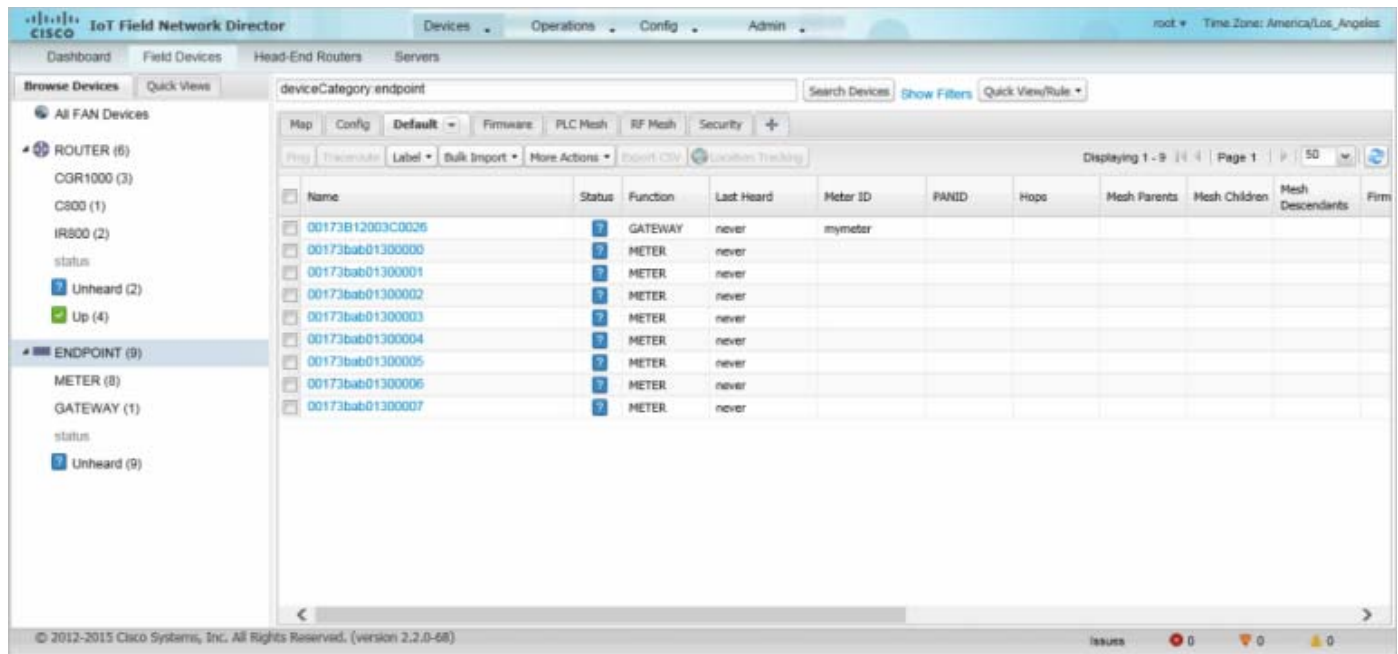 CISCO IoT Field Network Director Devices Operations Config Admin root Time Zone: America/Los_Angeles
Dashboard Field Devices Head-End Routers Servers
Browse Devices Quick Views
All FAN Devices
ROUTER (6)
CGR1000 (3)
C800 (1)
IR800 (2)
status
Unheard (2)
Up (4)
ENDPOINT (9)
METER (8)
GATEWAY (1)
status
Unheard (9)
deviceCategory:endpoint Search Devices Show Filters Quick View/Rule
Map Config Default Firmware PLC Mesh RF Mesh Security +
Ping Traceroute Label Bulk Import More Actions Export CSV Location Tracking Displaying 1 - 9 Page 1 50
Name Status Function Last Heard Meter ID PANID Hops Mesh Parents Mesh Children Mesh Descendants Firm
00173B12003C0026 ? GATEWAY never mymeter
00173bab01300000 ? METER never
00173bab01300001 ? METER never
00173bab01300002 ? METER never
00173bab01300003 ? METER never
00173bab01300004 ? METER never
00173bab01300005 ? METER never
00173bab01300006 ? METER never
00173bab01300007 ? METER never
© 2012-2015 Cisco Systems, Inc. All Rights Reserved. (version 2.2.0-68) Issues 0 0 0